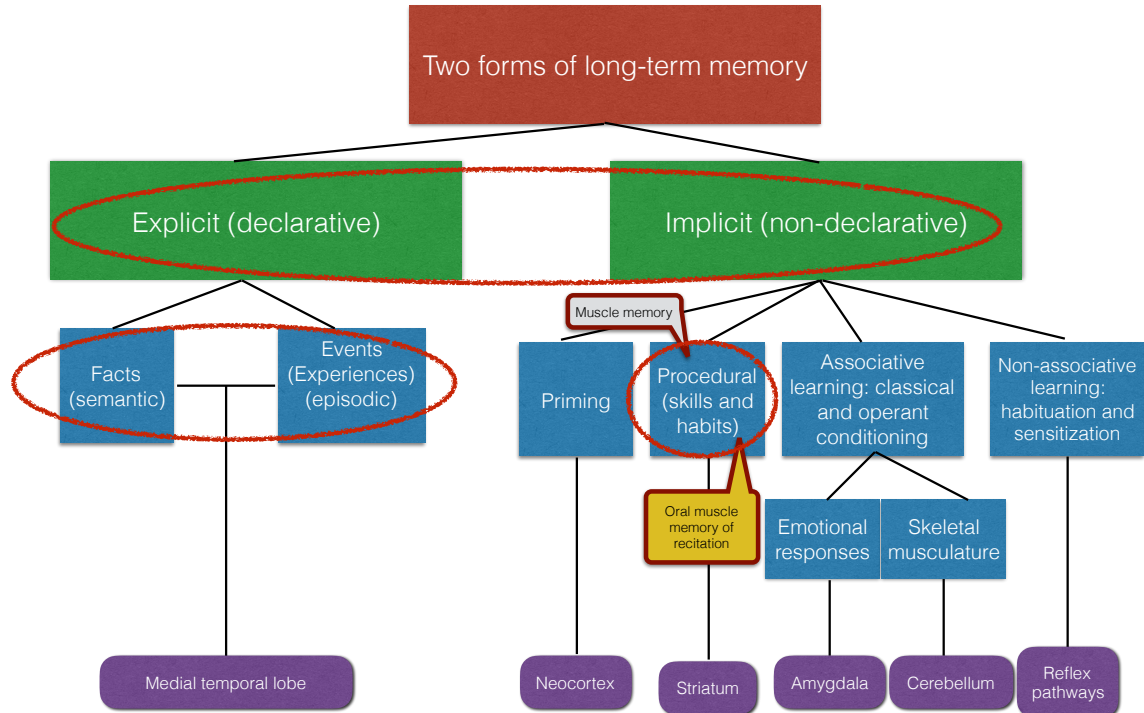 Two forms of long-term memory
Explicit (declarative)
Implicit (non-declarative)
Muscle memory
Facts
(semantic)
Events
(Experiences)
(episodic)
Priming
Procedural
(skills and
habits)
Associative
learning: classical
and operant
conditioning
Non-associative
learning:
habituation and
sensitization
Oral muscle
memory of
recitation
Emotional
responses
Skeletal
musculature
Medial temporal lobe
Neocortex
Striatum
Amygdala
Cerebellum
Reflex
pathways